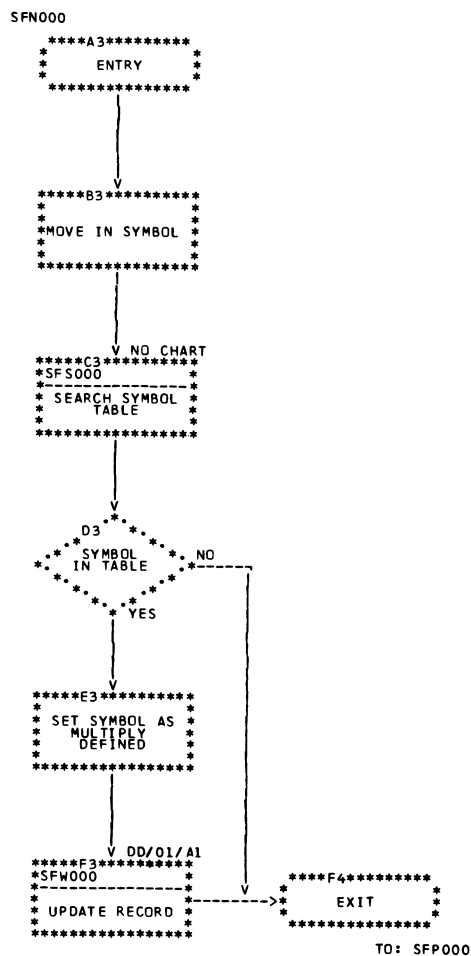 SFN000
A3
ENTRY
B3
MOVE IN SYMBOL
NO CHART
C3
SFS000
SEARCH SYMBOL
TABLE
D3
SYMBOL
IN TABLE
NO
YES
E3
SET SYMBOL AS
MULTIPLY
DEFINED
DD/01/A1
F3
SFW000
UPDATE RECORD
F4
EXIT
TO: SFP000